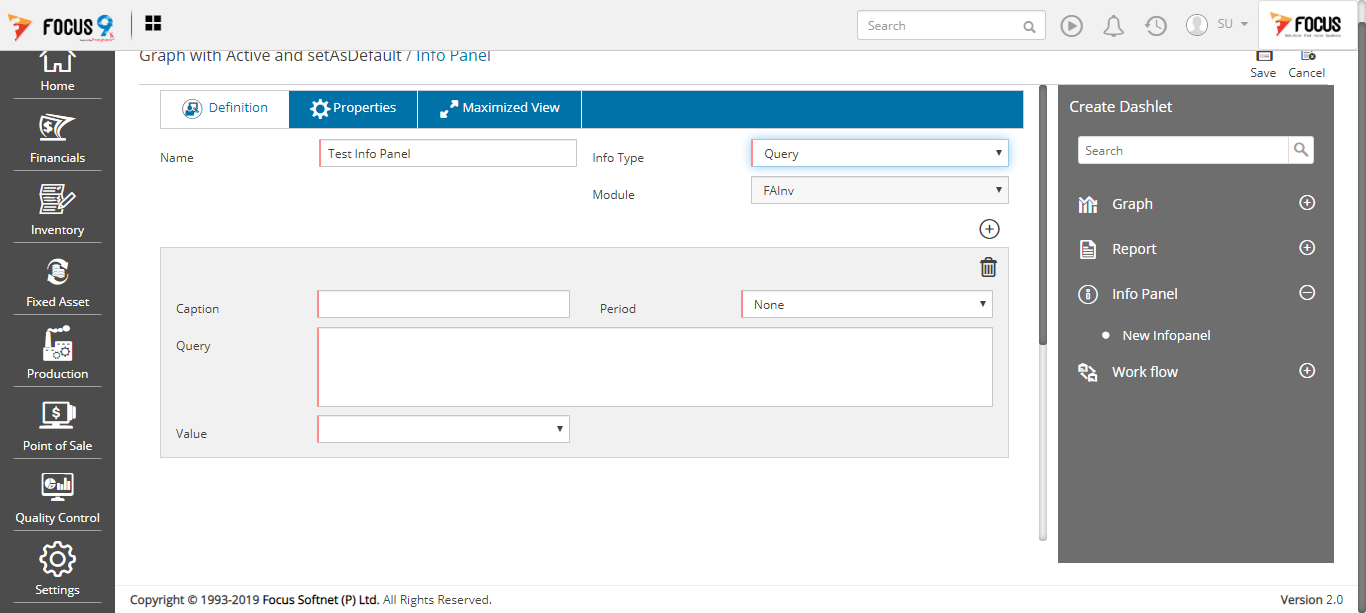 FOCUS 9
Search
SU
FOCUS
Graph with Active and setAsDefault / Info Panel
Save
Cancel
Home
Financials
Inventory
Fixed Asset
Production
Point of Sale
Quality Control
Settings
Definition
Properties
Maximized View
Name
Test Info Panel
Info Type
Query
Module
FAInv
Caption
Period
None
Query
Value
Create Dashlet
Search
Graph
Report
Info Panel
New Infopanel
Work flow
Copyright © 1993-2019 Focus Softnet (P) Ltd. All Rights Reserved.
Version 2.0